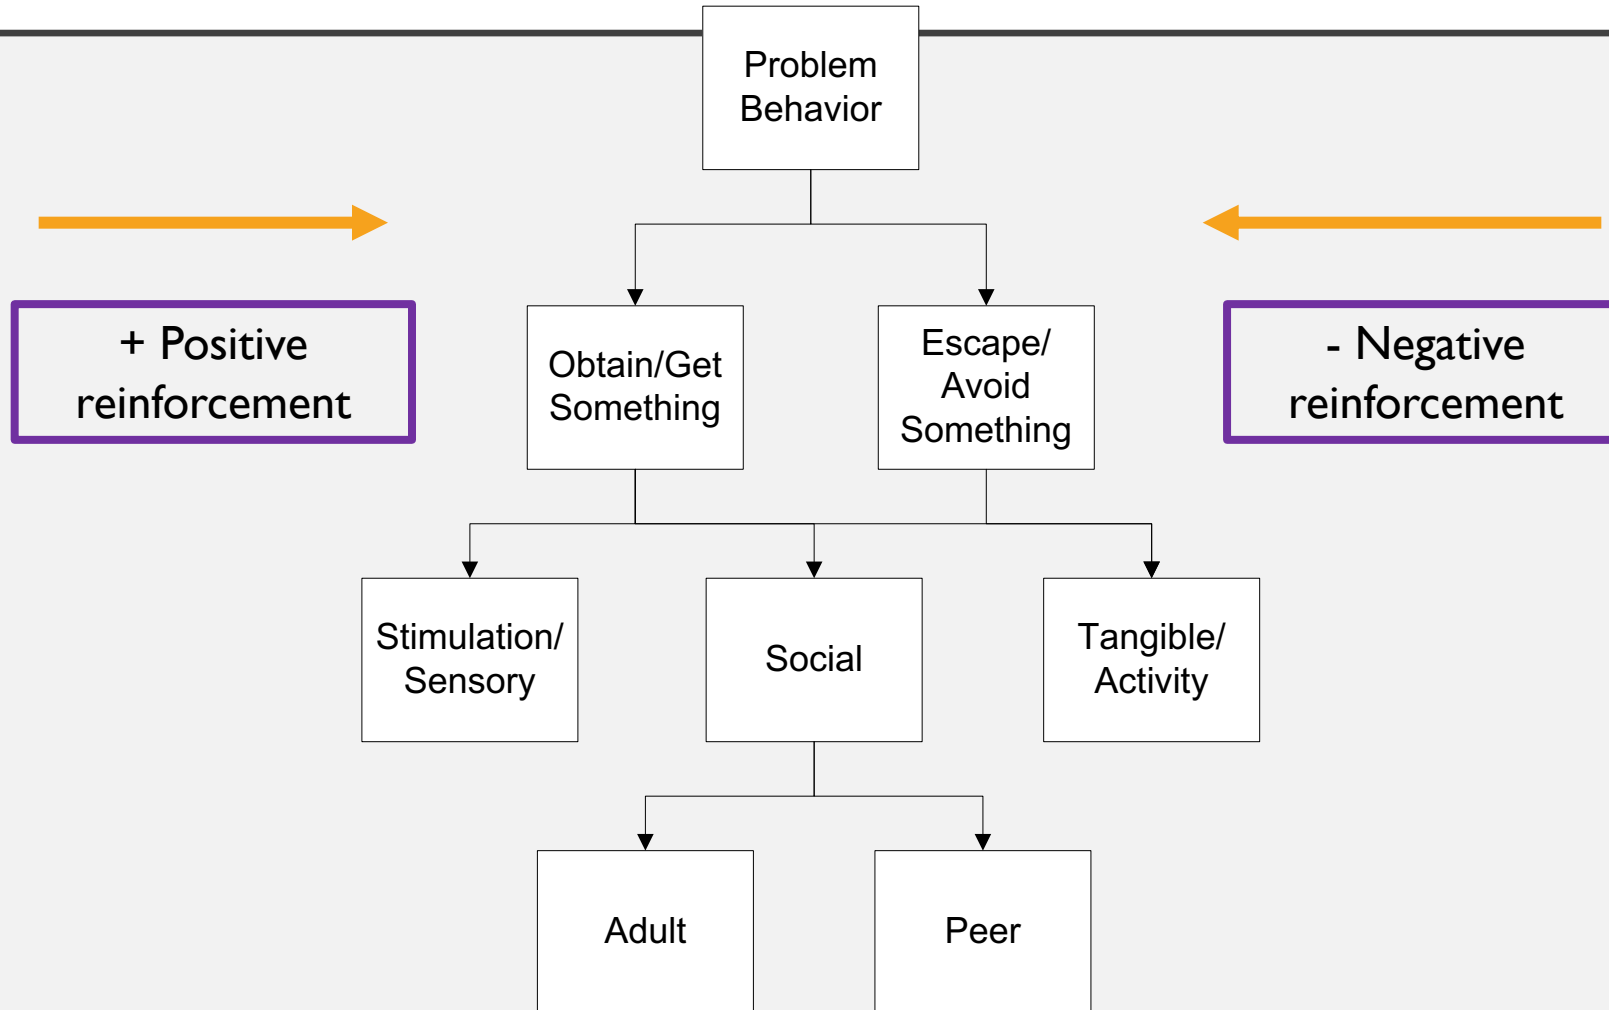 Problem
Behavior
+ Positive
reinforcement
Obtain/Get
Something
Escape/
Avoid
Something
- Negative
reinforcement
Stimulation/
Sensory
Social
Tangible/
Activity
Adult
Peer